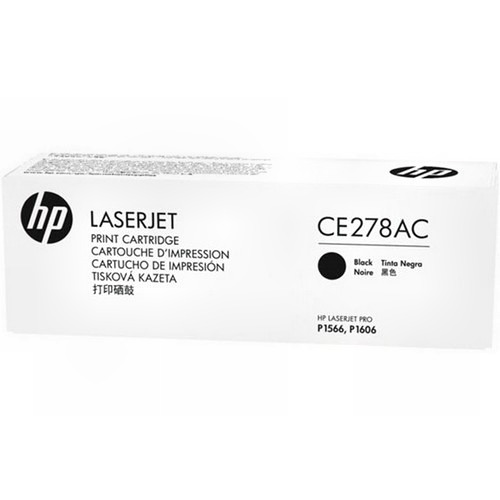 hp
hp
LASERJET
PRINT CARTRIDGE
CARTOUCHE D'IMPRESSION
CARTUCHO DE IMPRESIÓN
TISKOVÁ KAZETA
打印硒鼓
CE278AC
Black Tinta Negra
Noire 黑色
HP LASERJET PRO
P1566, P1606